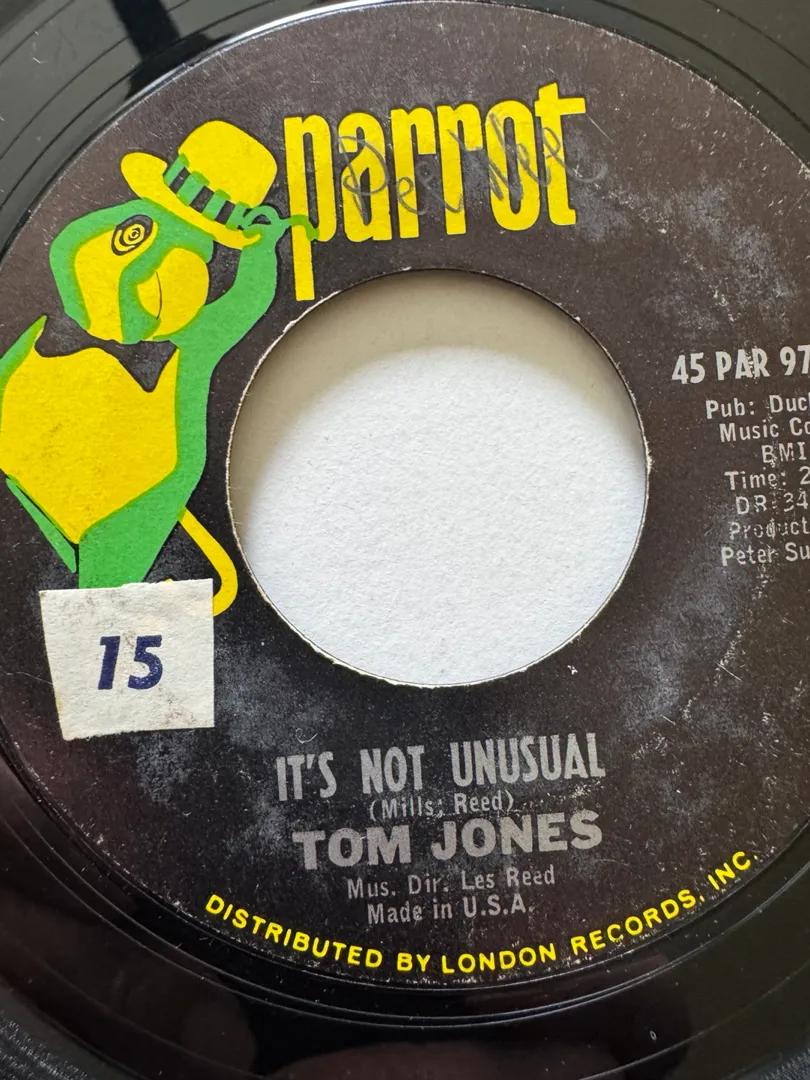 parrot
45 PAR 97
Pub: Duc
Music Co
BMI
Time: 2
DR: 34
Product
Peter Su
15
IT'S NOT UNUSUAL
(Mills; Reed)
TOM JONES
Mus. Dir. Les Reed
Made in U.S.A.
DISTRIBUTED BY LONDON RECORDS, INC.